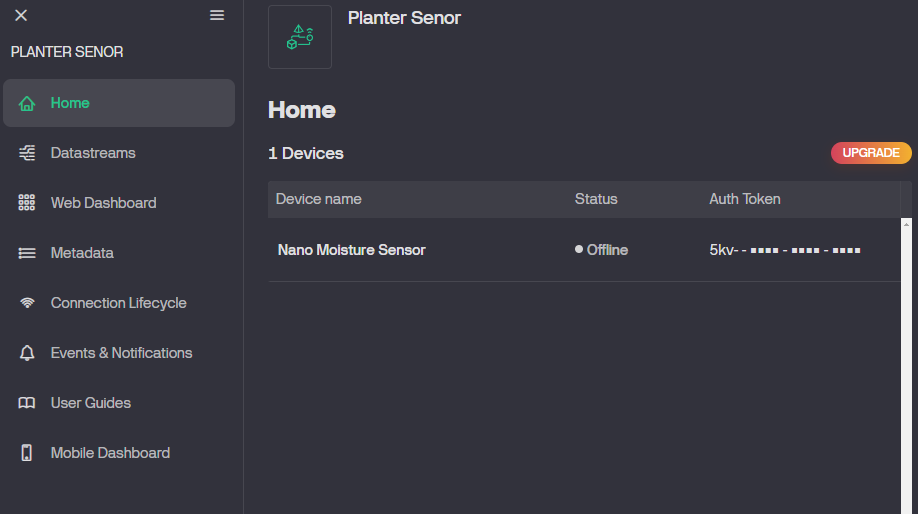 Planter Senor
PLANTER SENOR
Home
Datastreams
Web Dashboard
Metadata
Connection Lifecycle
Events & Notifications
User Guides
Mobile Dashboard
Home
1 Devices
UPGRADE
Device name Status Auth Token
Nano Moisture Sensor Offline 5kv- - ▪▪▪▪ - ▪▪▪▪ - ▪▪▪▪